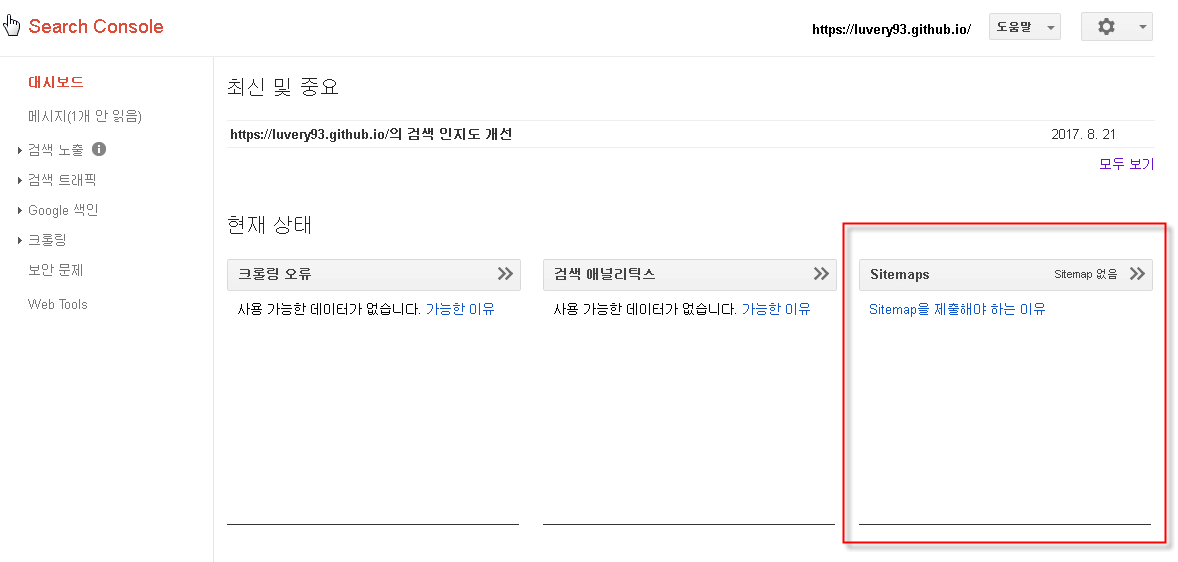 Search Console
https://luvery93.github.io/
도움말
대시보드
메시지(1개 안 읽음)
검색 노출
검색 트래픽
Google 색인
크롤링
보안 문제
Web Tools
최신 및 중요
https://luvery93.github.io/의 검색 인지도 개선 2017. 8. 21
모두 보기
현재 상태
크롤링 오류
사용 가능한 데이터가 없습니다. 가능한 이유
검색 애널리틱스
사용 가능한 데이터가 없습니다. 가능한 이유
Sitemaps Sitemap 없음
Sitemap을 제출해야 하는 이유